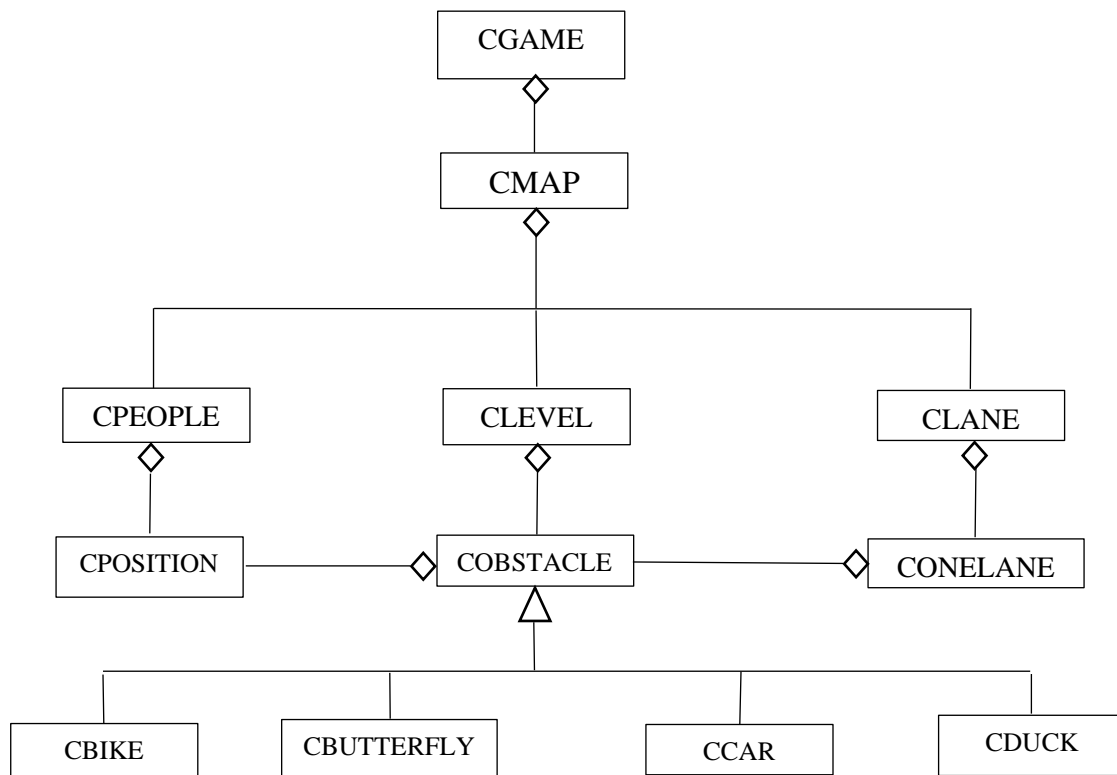 CGAME
CMAP
CPEOPLE
CLEVEL
CLANE
CPOSITION
COBSTACLE
CONELANE
CBIKE
CBUTTERFLY
CCAR
CDUCK